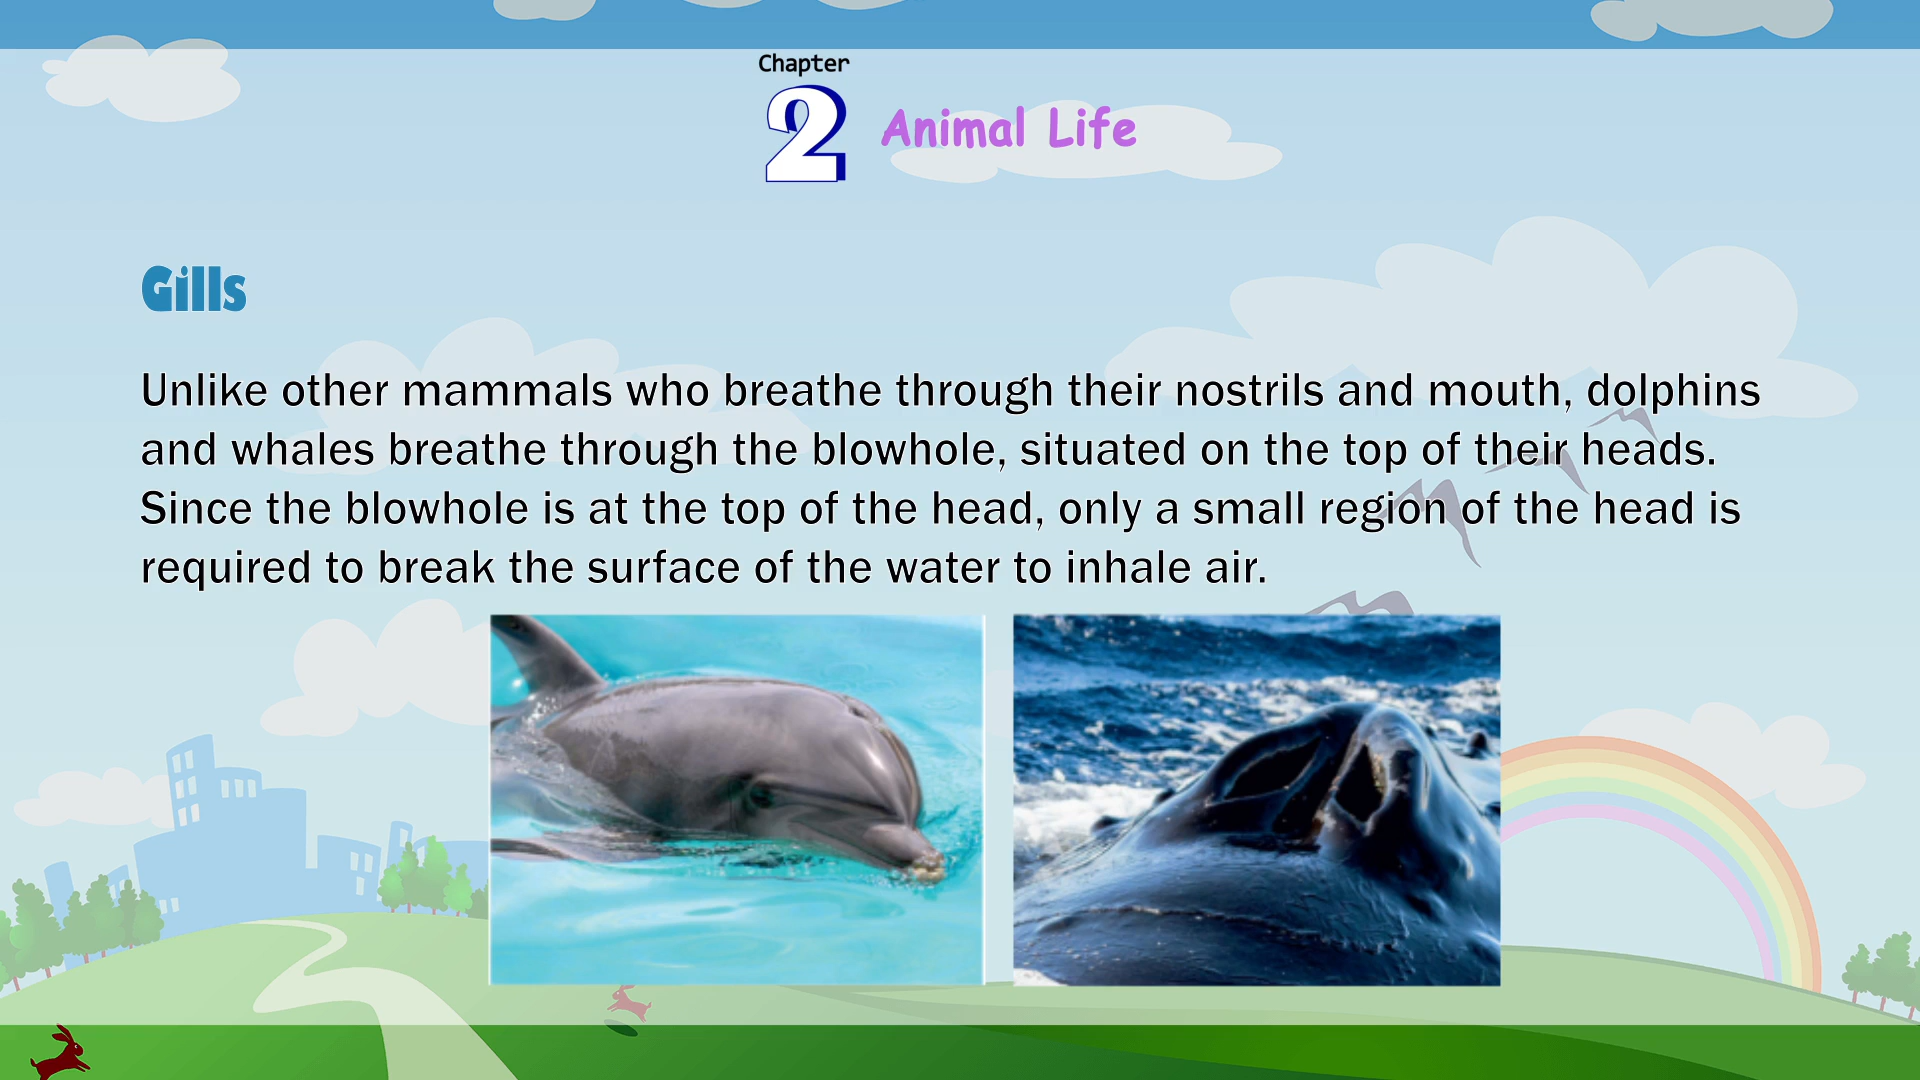 Chapter
2 Animal Life
Gills
Unlike other mammals who breathe through their nostrils and mouth, dolphins
and whales breathe through the blowhole, situated on the top of their heads.
Since the blowhole is at the top of the head, only a small region of the head is
required to break the surface of the water to inhale air.